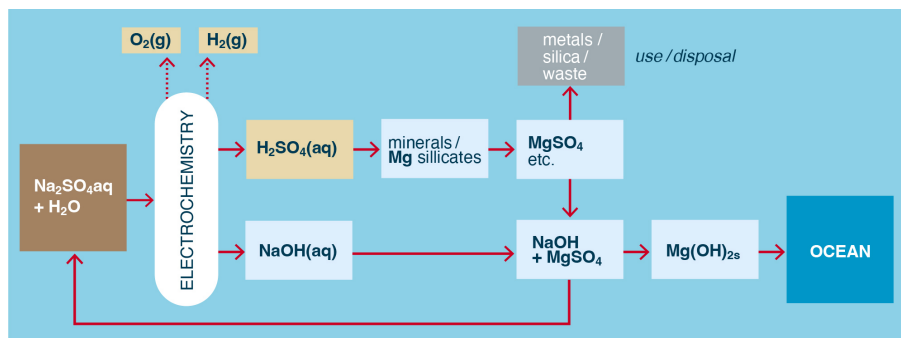 O₂(g)
H₂(g)
metals /
silica /
waste
use / disposal
ELECTROCHEMISTRY
H₂SO₄(aq)
minerals /
Mg sillicates
MgSO₄
etc.
Na₂SO₄aq
+ H₂O
NaOH(aq)
NaOH
+ MgSO₄
Mg(OH)₂s
OCEAN